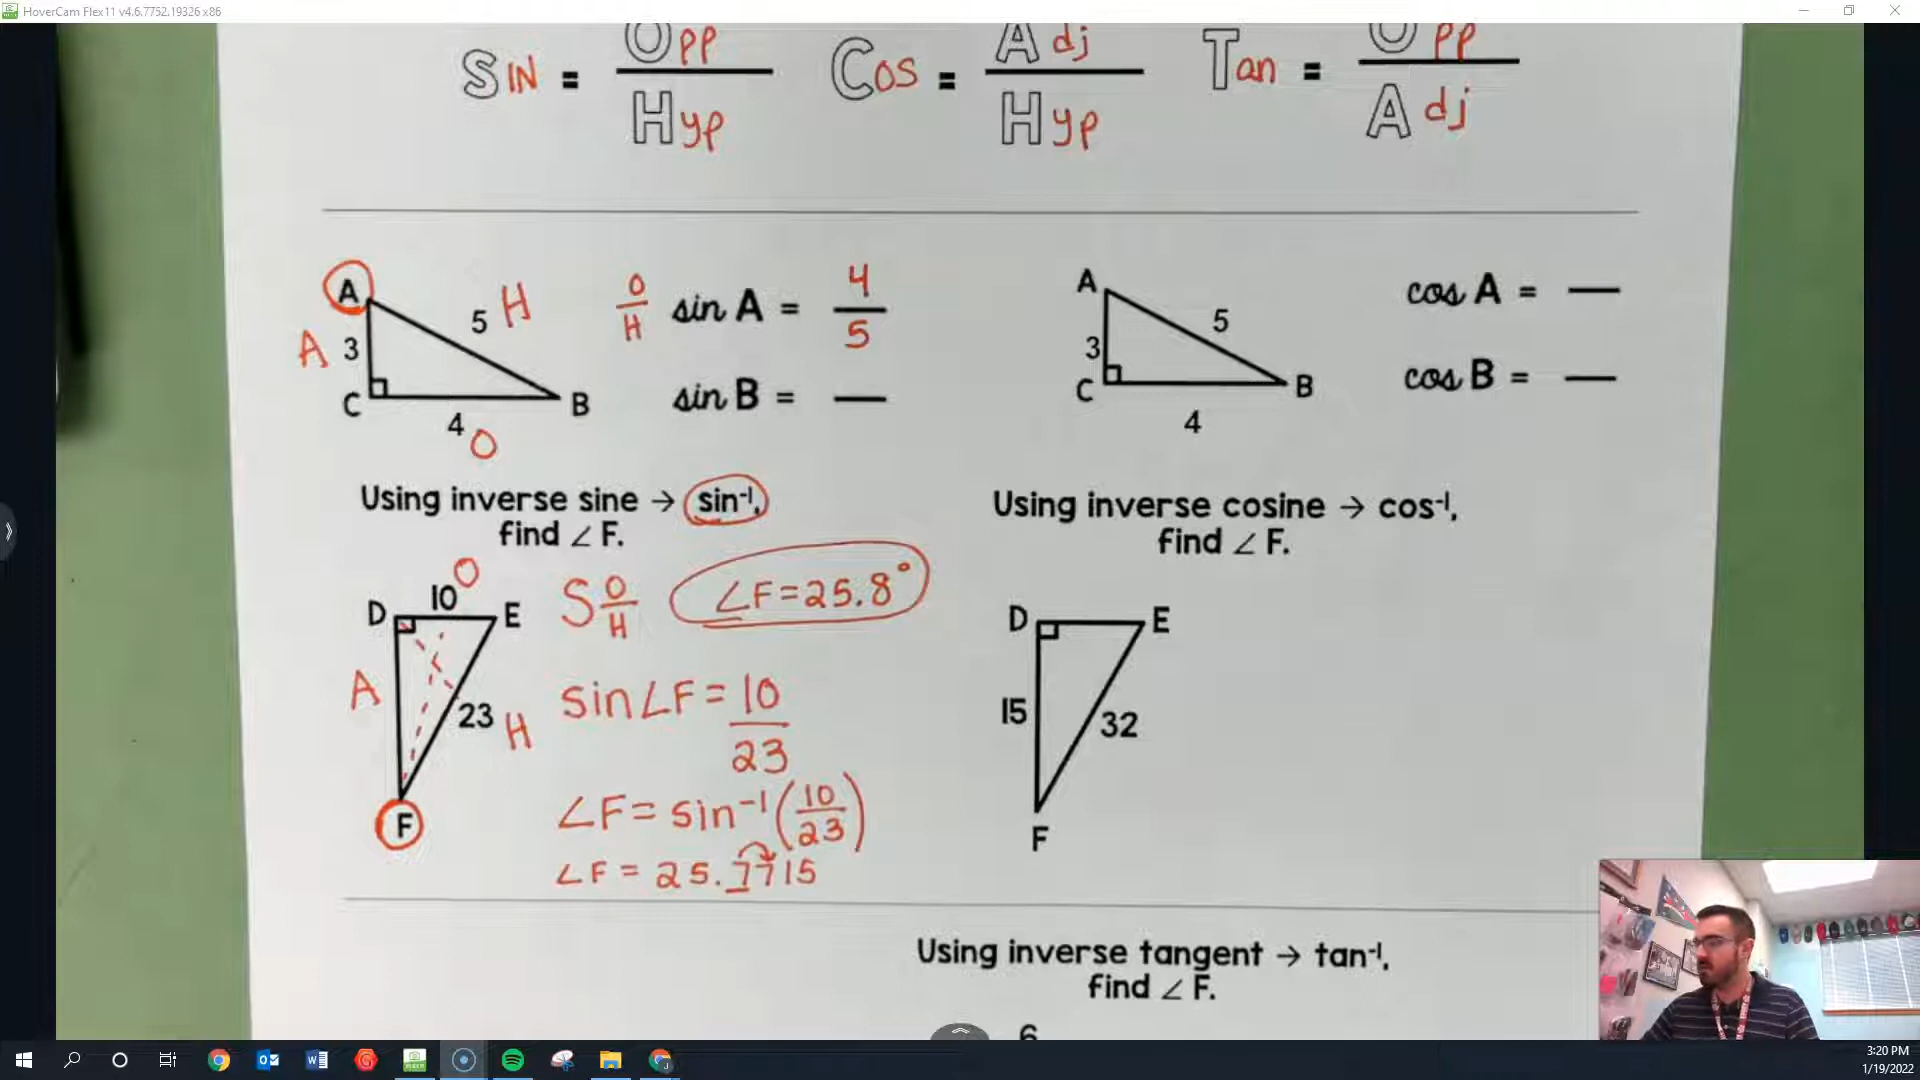 HoverCam Flex11 v4.6.7752.19326 x86
Sin = Opp / Hyp
Cos = Adj / Hyp
Tan = Opp / Adj
A
5 H
A 3
C
B
4 O
O/H sin A = 4/5
sin B = —
A
5
3
C
B
4
cos A = —
cos B = —
Using inverse sine → sin⁻¹,
find ∠ F.
10 O
D
E
A
23 H
F
S O/H
∠F=25.8°
sin∠F = 10/23
∠F = sin⁻¹(10/23)
∠F = 25.7715
Using inverse cosine → cos⁻¹,
find ∠ F.
D
E
15
32
F
Using inverse tangent → tan⁻¹,
find ∠ F.
6
3:20 PM
1/19/2022